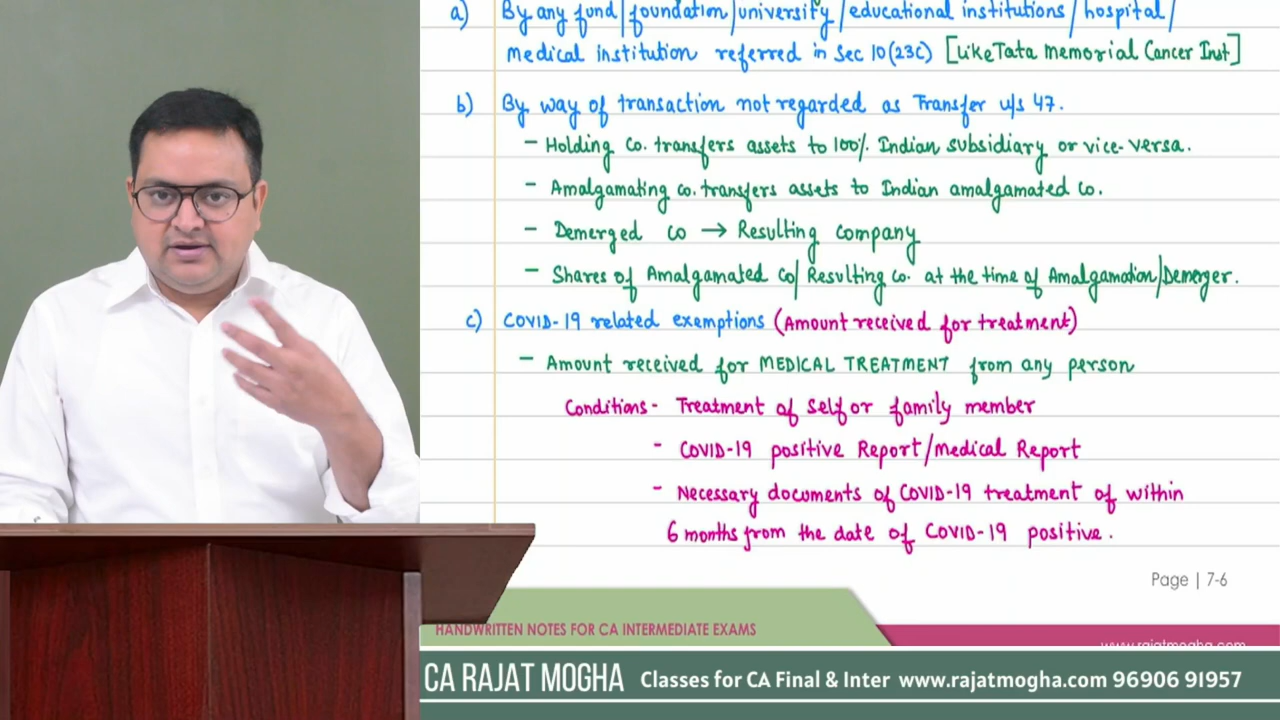 a) By any fund/foundation/university/educational institutions/hospital/
medical institution referred in Sec 10(23C) [Like Tata Memorial Cancer Inst]
b) By way of transaction not regarded as Transfer u/s 47.
- Holding Co. transfers assets to 100% Indian subsidiary or vice-versa.
- Amalgamating co. transfers assets to Indian amalgamated co.
- Demerged co → Resulting company
- Shares of Amalgamated Co/Resulting co. at the time of Amalgamation/Demerger.
c) COVID-19 related exemptions (Amount received for treatment)
- Amount received for MEDICAL TREATMENT from any person
Conditions - Treatment of self or family member
- COVID-19 positive Report/Medical Report
- Necessary documents of COVID-19 treatment of within
6 months from the date of COVID-19 positive.
Page | 7-6
HANDWRITTEN NOTES FOR CA INTERMEDIATE EXAMS
www.rajatmogha.com
CA RAJAT MOGHA Classes for CA Final & Inter www.rajatmogha.com 96906 91957